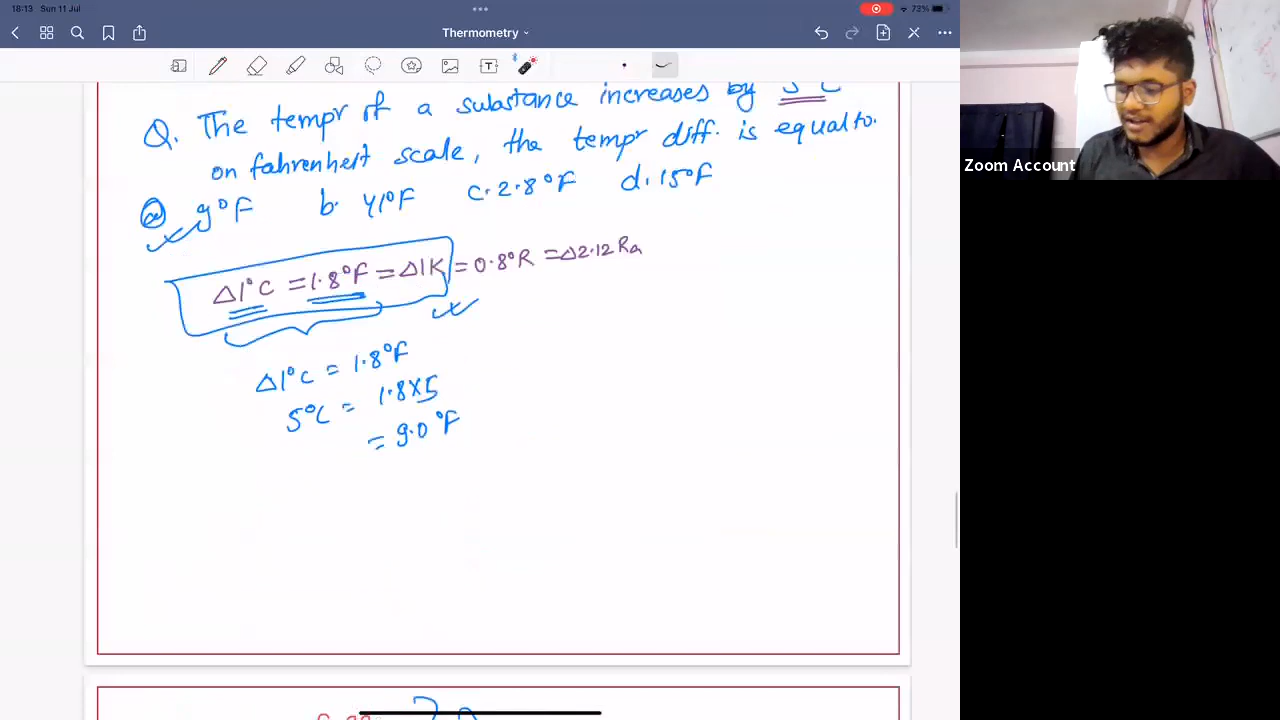 18:13 Sun 11 Jul
73%
Thermometry
Q. The tempr of a substance increases by 5°C
on fahrenheit scale, the tempr diff. is equal to.
a 9°F b. 41°F c. 2.8°F d. 15°F
Δ1°C = 1.8°F = Δ1K = 0.8°R = Δ2.12 Ra
Δ1°C = 1.8°F
5°C = 1.8×5
= 9.0°F
Zoom Account